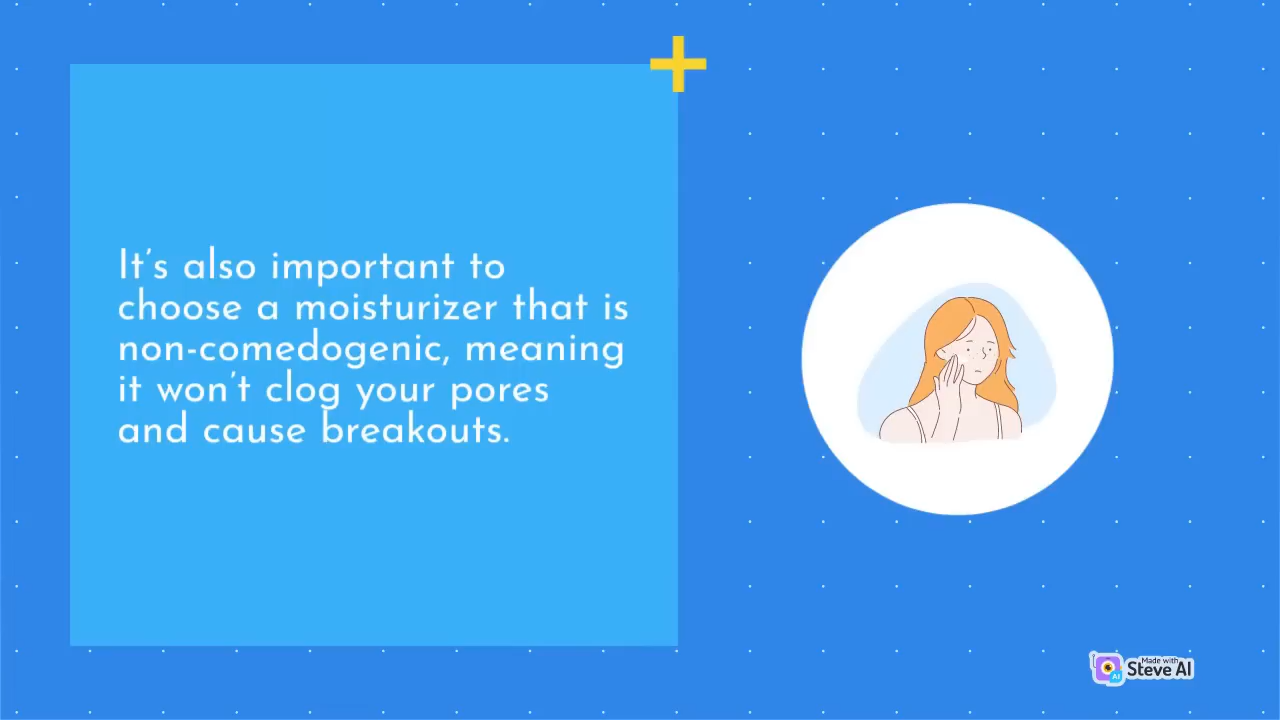 It's also important to
choose a moisturizer that is
non-comedogenic, meaning
it won't clog your pores
and cause breakouts.
Made with
Steve AI
AI